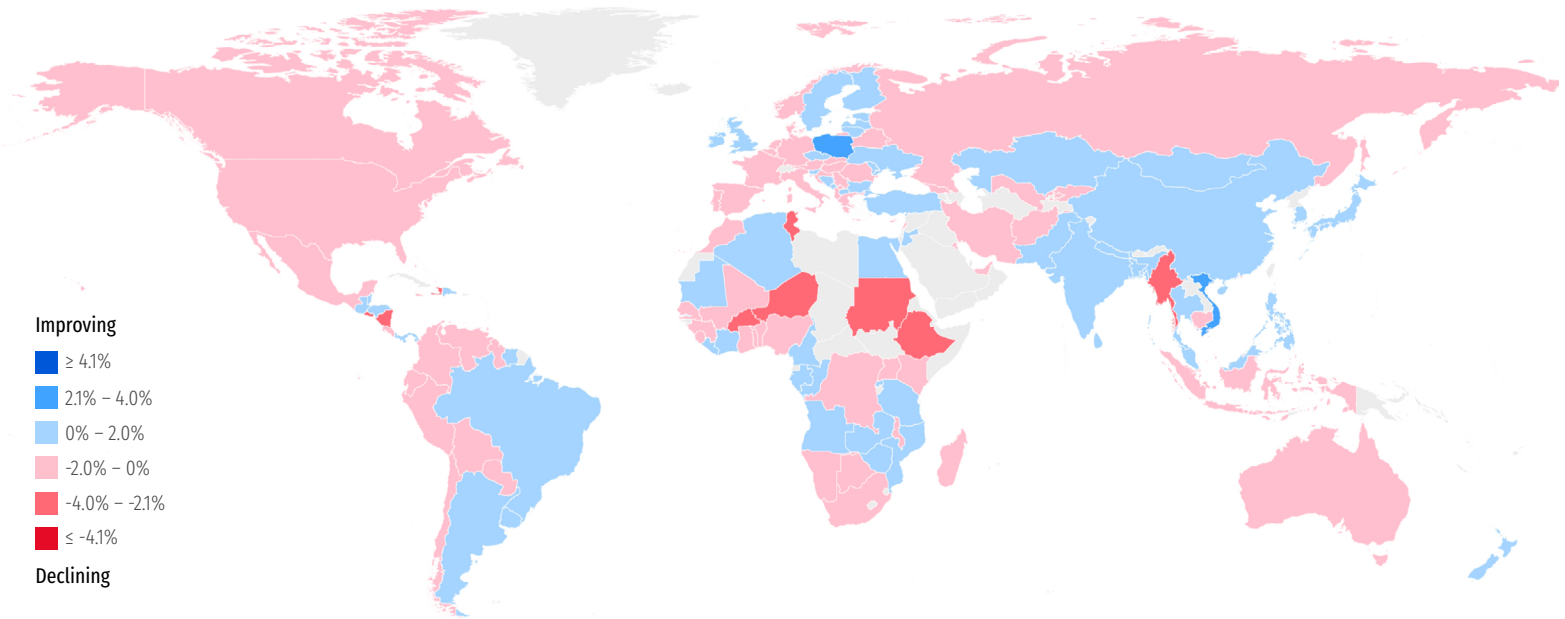 Improving
≥ 4.1%
2.1% – 4.0%
0% – 2.0%
-2.0% – 0%
-4.0% – -2.1%
≤ -4.1%
Declining